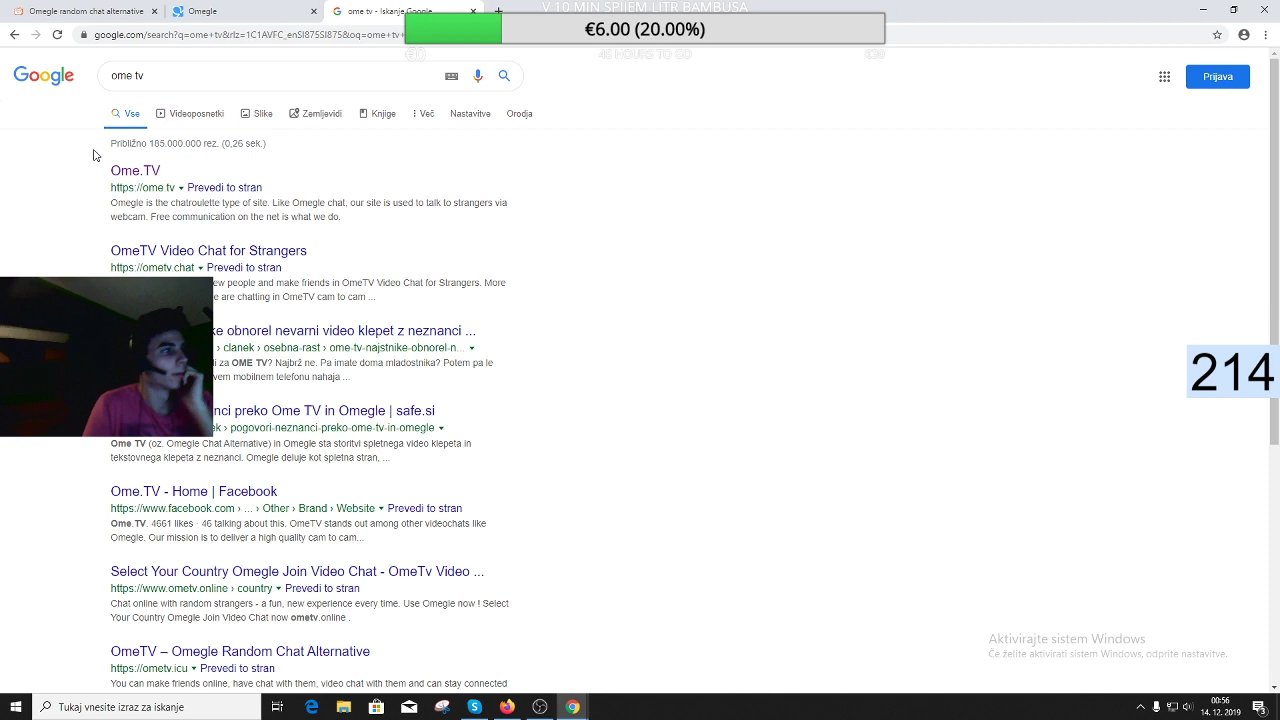 Omegle random chat alternative
Omegle
ome tv - Iskanje Google
V 10 MIN SPIJEM LITR BAMBUSA
€6.00 (20.00%)
google.com/search?q=ome+tv&rlz=1C1AVFC_enSI875SI875&oq=ome+tv+
€0
45 HOURS TO GO
€30
Google
ome tv
Prijava
Vse
Videoposnetki
Slike
Zemljevidi
Knjige
Več
Nastavitve
Orodja
Približno 185.000.000 rez. (0,26 sek.)
Ome.TV
https://ome.tv Prevedi to stran
Omegle is the chatroulette type of site. Like Omegle chat, our site is used to talk to strangers via
webcam. Free communication on the net is what we do.
OmeTV Video Chat for Strangers
https://ometv.chat Prevedi to stran
ew people and make friends in OmeTV Video Chat for Strangers. More
e are chatting in OmeTV cam to cam ...
ke obnorel nevarni video klepet z neznanci ...
› clanek › osebna-rast › ome-tv-najstnike-obnorel-n...
i za OME TV? Najbrž ne. Pa imate doma mladostnika? Potem pa le
vem mobilnem telefonu nahaja ...
214
nci preko Ome TV in Omegle | safe.si
k › pogovori-neznanci-preko-ome-tv-in-omegle
Ome TV (oz. Omegle Chat Alternative) in Omegle sta storitvi spletnega video klepeta in
tekstovnega klepeta z neznanci. Omegle deluje kot spletna stran, ...
Ome.TV - Home | Facebook
https://www.facebook.com › ... › Other › Brand › Website Prevedi to stran
Ome.TV. 4661 likes · 46 talking about this. OmeTV stands out among other videochats like
Omegle. Our mission is to deliver a high quality cam to cam...
Select Your Country Omegle Join Video Chat - OmeTv Video ...
https://www.ometv.online › country Prevedi to stran
Chat online with random strangers - a fun, new experience every time. Use Omegle now ! Select
Your Country Omegle Join Video Chat now ometv.online .
OmeTV – Omegle Random Chat Alternative
https://ometv.icu Prevedi to stran
You can make friends online, have chat with them, video chat with them and can stay connected
Aktivirajte sistem Windows
Če želite aktivirati sistem Windows, odprite nastavitve.
Tukaj vnesite izraz za iskanje
00:56
14. 12. 2019